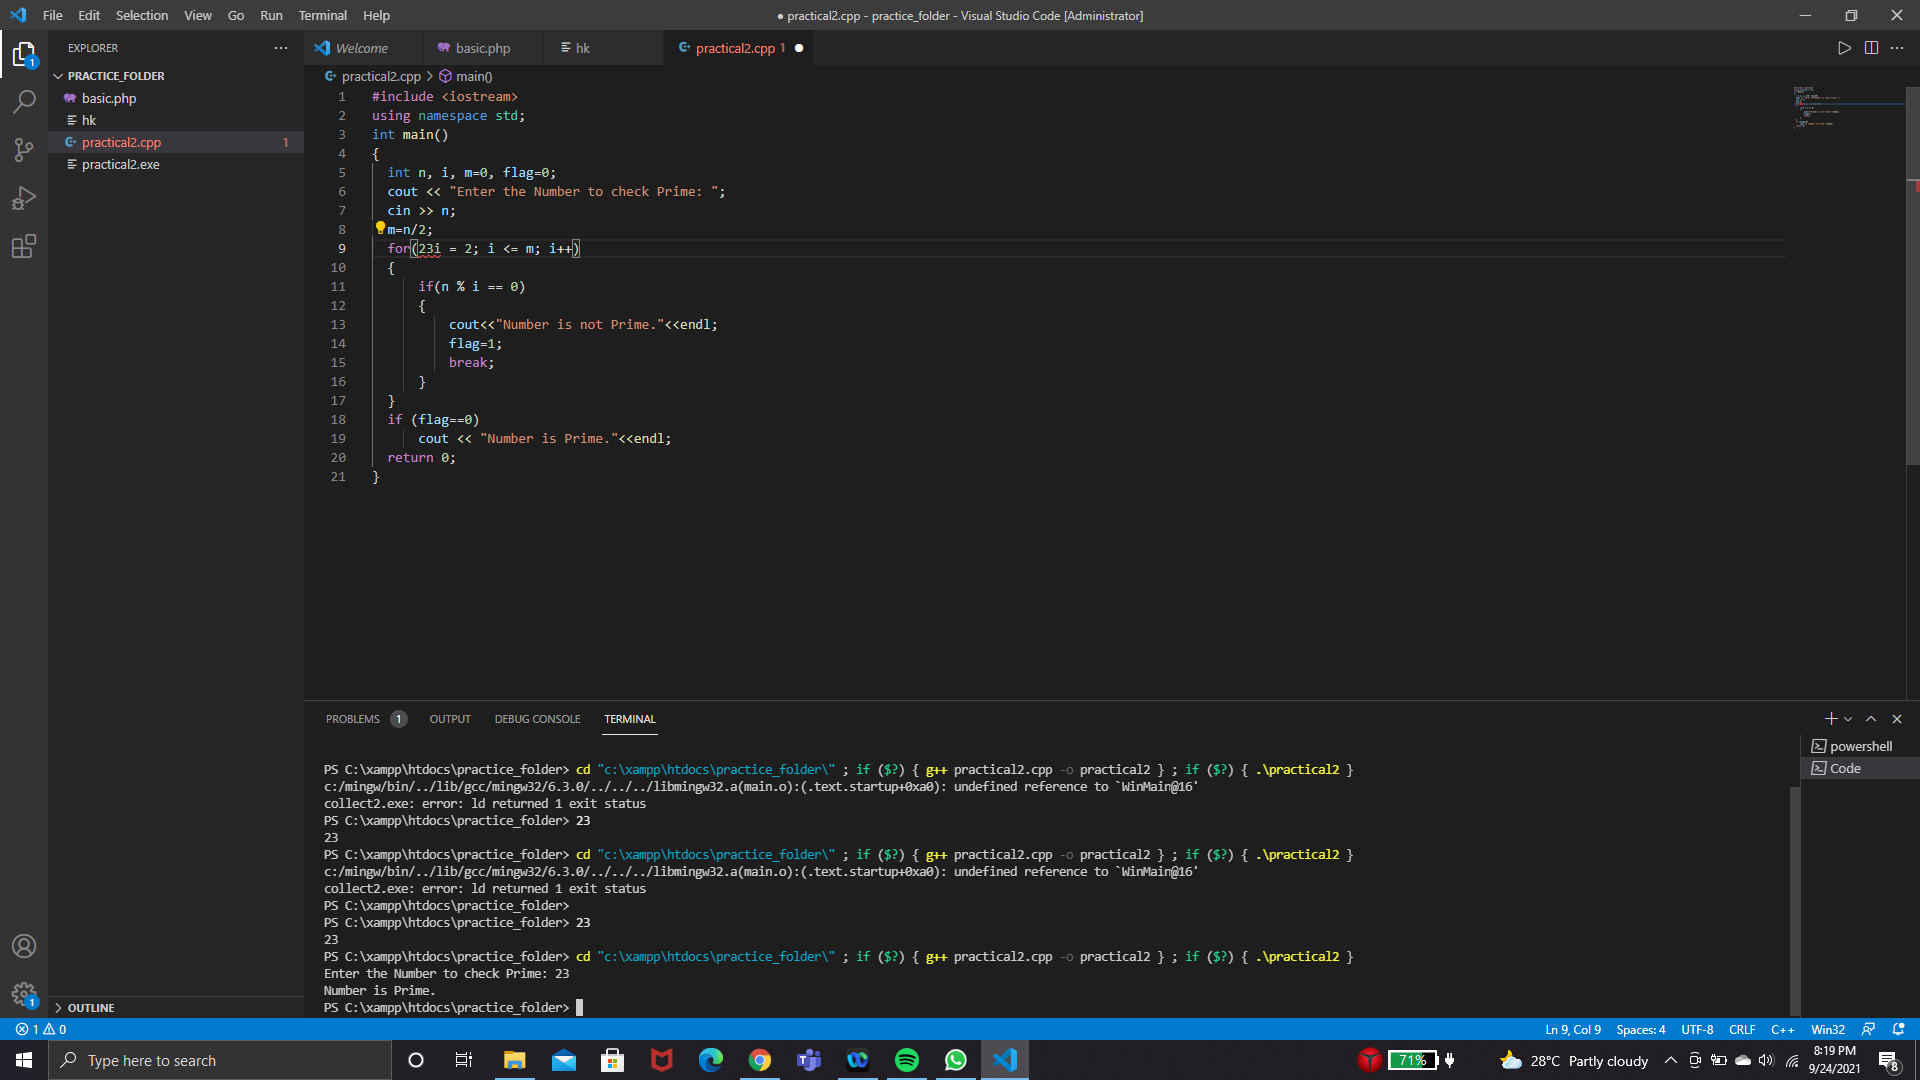 File Edit Selection View Go Run Terminal Help
● practical2.cpp - practice_folder - Visual Studio Code [Administrator]
EXPLORER
Welcome
basic.php
hk
practical2.cpp 1
PRACTICE_FOLDER
basic.php
hk
practical2.cpp 1
practical2.exe
practical2.cpp > main()
1 #include <iostream>
2 using namespace std;
3 int main()
4 {
5 int n, i, m=0, flag=0;
6 cout << "Enter the Number to check Prime: ";
7 cin >> n;
8 m=n/2;
9 for(23i = 2; i <= m; i++)
10 {
11 if(n % i == 0)
12 {
13 cout<<"Number is not Prime."<<endl;
14 flag=1;
15 break;
16 }
17 }
18 if (flag==0)
19 cout << "Number is Prime."<<endl;
20 return 0;
21 }
PROBLEMS 1 OUTPUT DEBUG CONSOLE TERMINAL
powershell
Code
PS C:\xampp\htdocs\practice_folder> cd "c:\xampp\htdocs\practice_folder\" ; if ($?) { g++ practical2.cpp -o practical2 } ; if ($?) { .\practical2 }
c:/mingw/bin/../lib/gcc/mingw32/6.3.0/../../../libmingw32.a(main.o):(.text.startup+0xa0): undefined reference to `WinMain@16'
collect2.exe: error: ld returned 1 exit status
PS C:\xampp\htdocs\practice_folder> 23
23
PS C:\xampp\htdocs\practice_folder> cd "c:\xampp\htdocs\practice_folder\" ; if ($?) { g++ practical2.cpp -o practical2 } ; if ($?) { .\practical2 }
c:/mingw/bin/../lib/gcc/mingw32/6.3.0/../../../libmingw32.a(main.o):(.text.startup+0xa0): undefined reference to `WinMain@16'
collect2.exe: error: ld returned 1 exit status
PS C:\xampp\htdocs\practice_folder>
PS C:\xampp\htdocs\practice_folder> 23
23
PS C:\xampp\htdocs\practice_folder> cd "c:\xampp\htdocs\practice_folder\" ; if ($?) { g++ practical2.cpp -o practical2 } ; if ($?) { .\practical2 }
Enter the Number to check Prime: 23
Number is Prime.
PS C:\xampp\htdocs\practice_folder>
OUTLINE
1 0
Ln 9, Col 9 Spaces: 4 UTF-8 CRLF C++ Win32
Type here to search
71%
28°C Partly cloudy
8:19 PM
9/24/2021
8